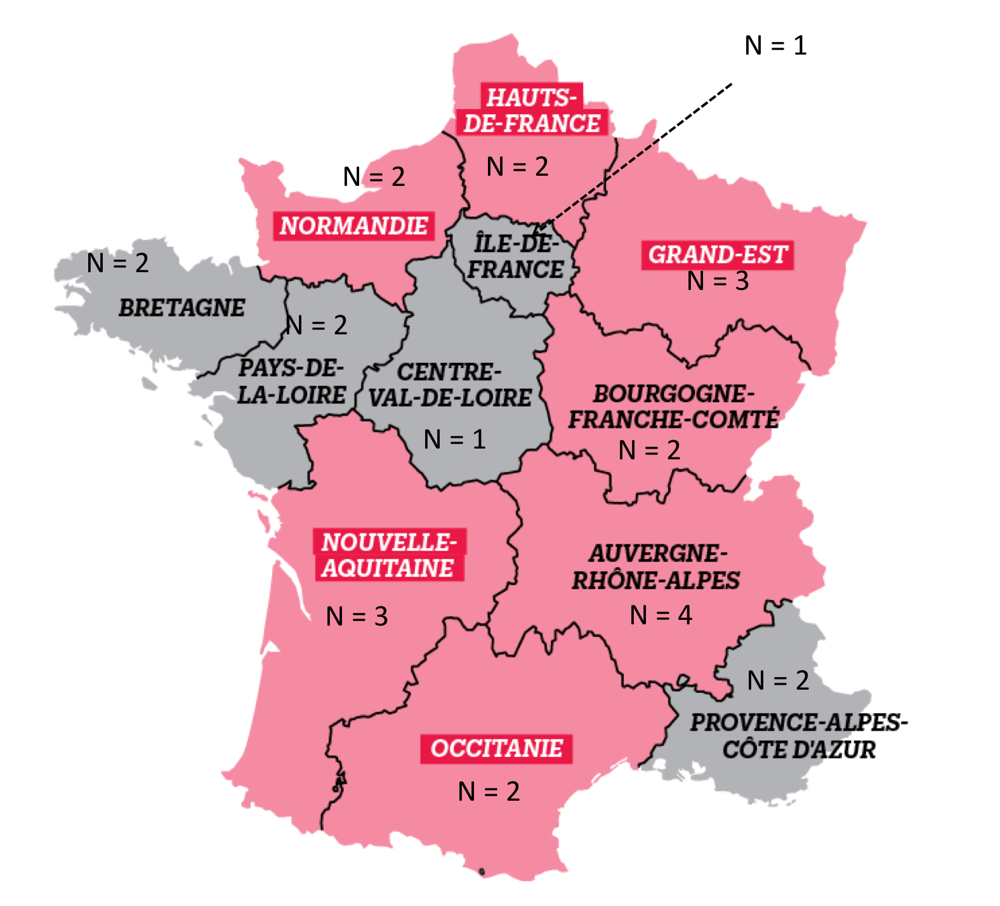 N = 1
HAUTS-
DE-FRANCE
N = 2
N = 2
NORMANDIE
ÎLE-DE-
FRANCE
GRAND-EST
N = 3
N = 2
BRETAGNE
N = 2
PAYS-DE-
LA-LOIRE
CENTRE-
VAL-DE-LOIRE
N = 1
BOURGOGNE-
FRANCHE-COMTÉ
N = 2
NOUVELLE-
AQUITAINE
N = 3
AUVERGNE-
RHÔNE-ALPES
N = 4
N = 2
PROVENCE-ALPES-
CÔTE D'AZUR
OCCITANIE
N = 2